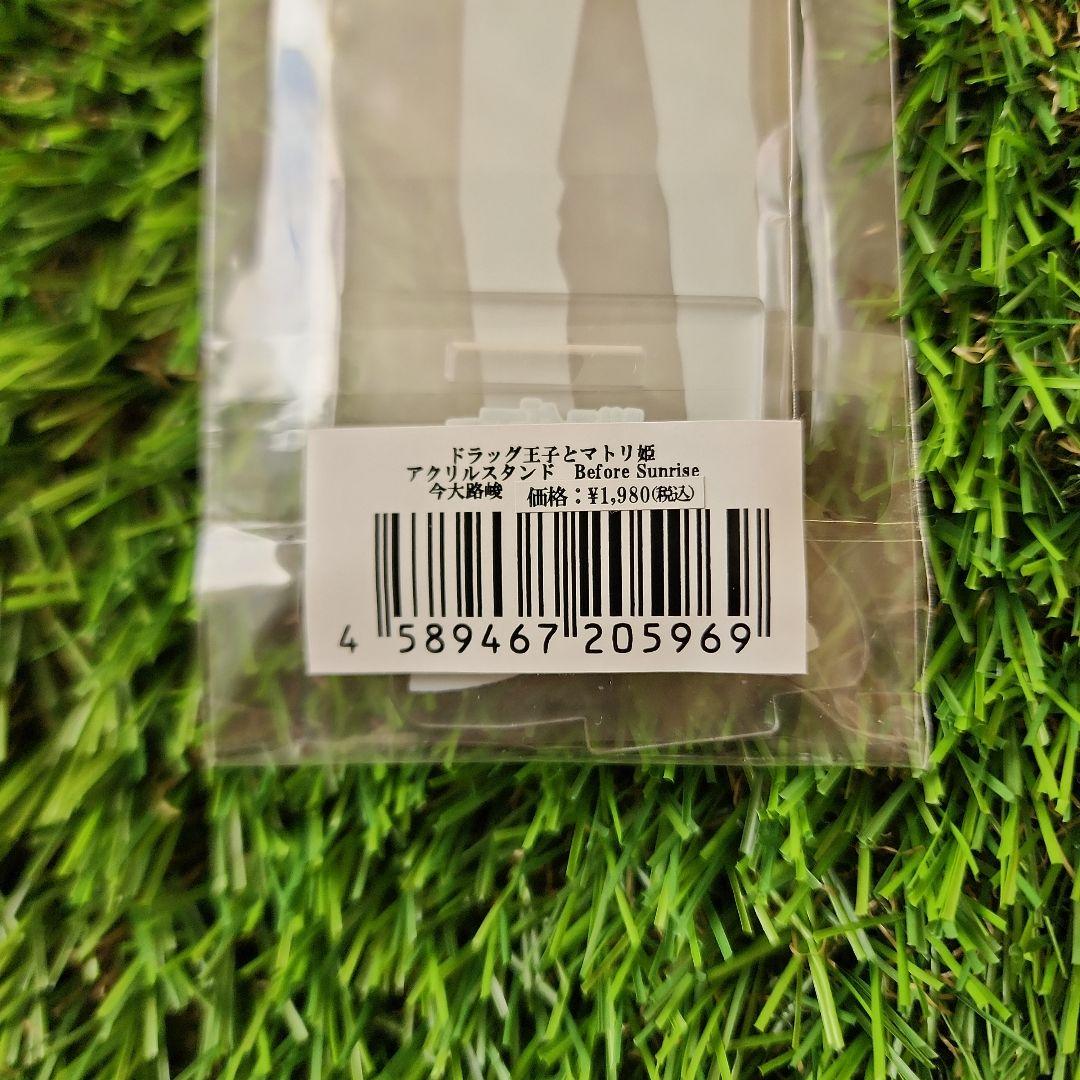 ドラッグ王子とマトリ姫
アクリルスタンド Before Sunrise
今大路峻 価格：¥1,980(税込)
4 589467 205969